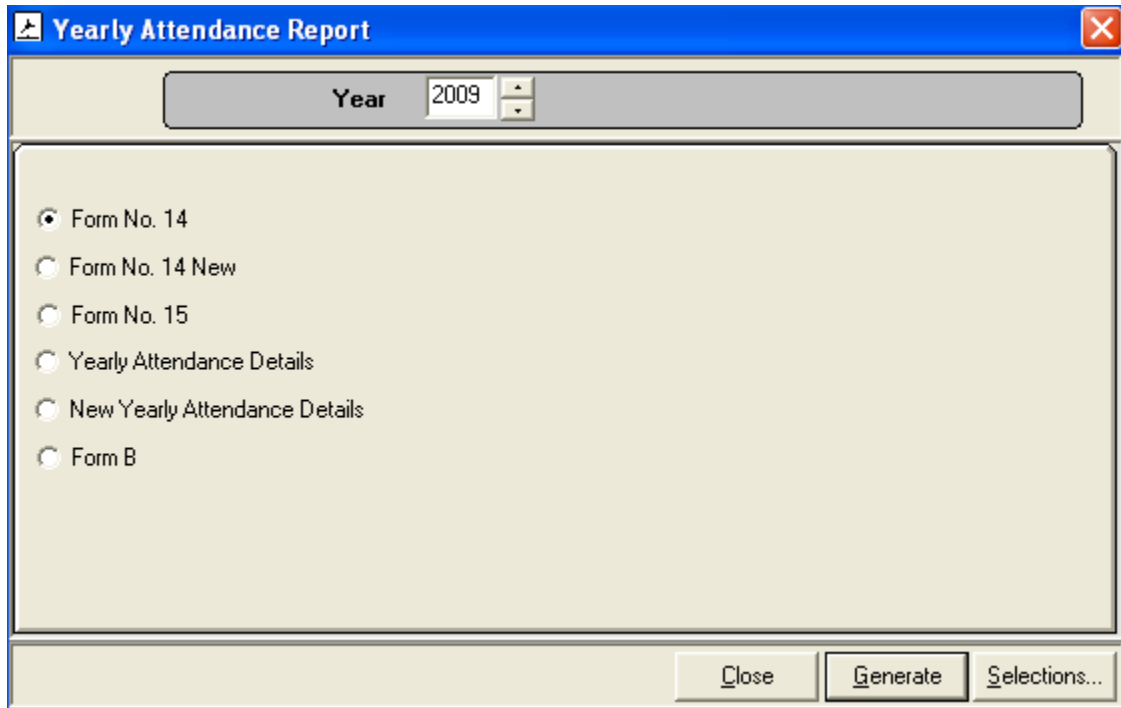 Yearly Attendance Report
Year 2009
Form No. 14
Form No. 14 New
Form No. 15
Yearly Attendance Details
New Yearly Attendance Details
Form B
Close Generate Selections...